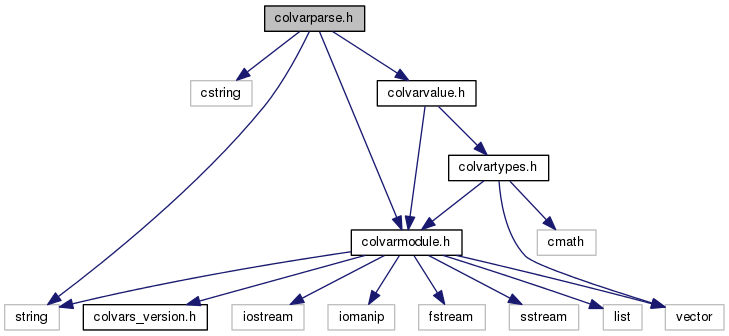 colvarparse.h
cstring
colvarvalue.h
colvartypes.h
colvarmodule.h
cmath
string
colvars_version.h
iostream
iomanip
fstream
sstream
list
vector